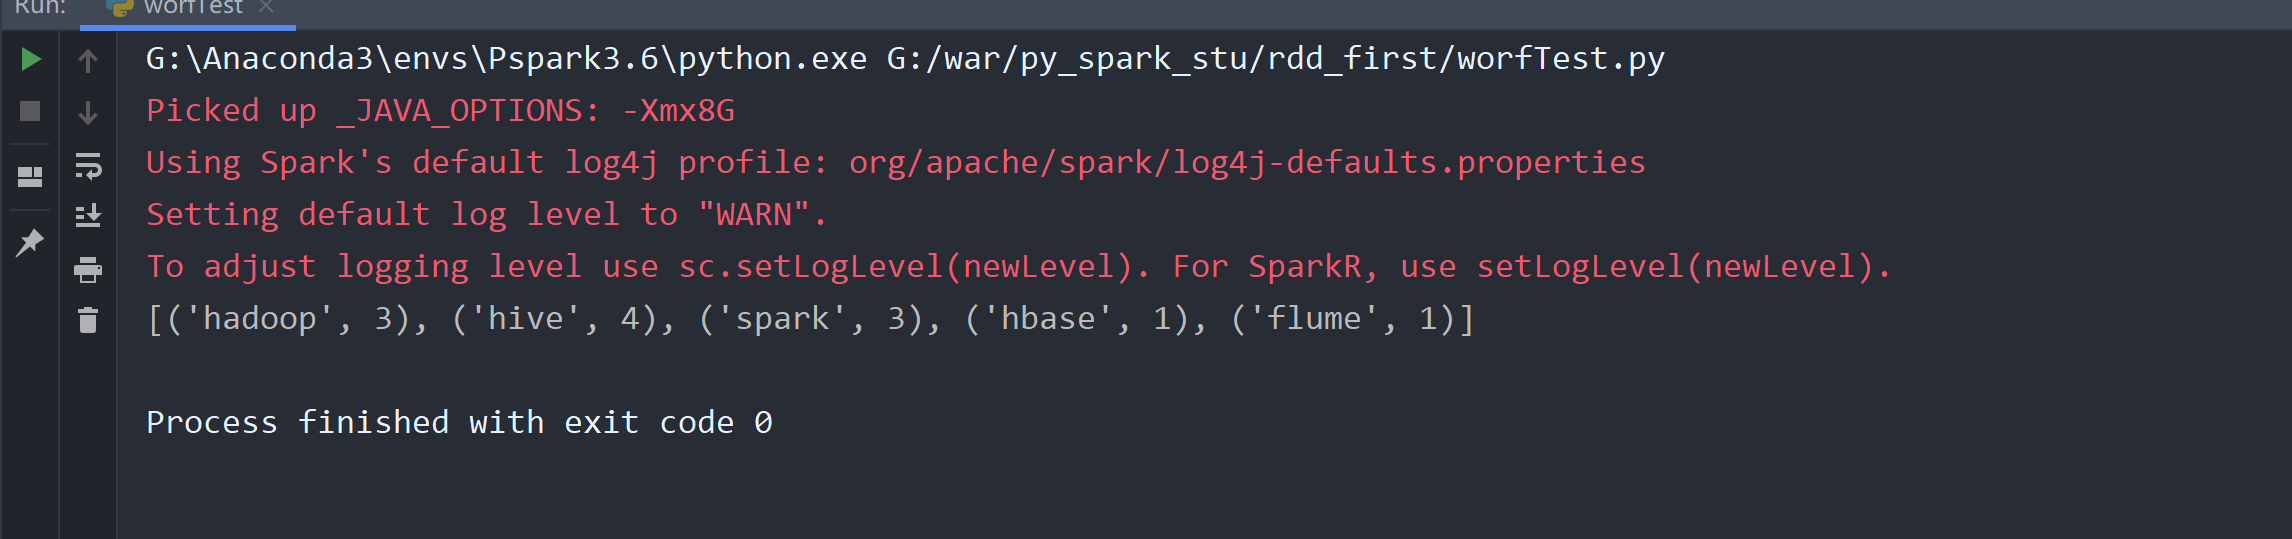 Run: worfTest
G:\Anaconda3\envs\Pspark3.6\python.exe G:/war/py_spark_stu/rdd_first/worfTest.py
Picked up _JAVA_OPTIONS: -Xmx8G
Using Spark's default log4j profile: org/apache/spark/log4j-defaults.properties
Setting default log level to "WARN".
To adjust logging level use sc.setLogLevel(newLevel). For SparkR, use setLogLevel(newLevel).
[('hadoop', 3), ('hive', 4), ('spark', 3), ('hbase', 1), ('flume', 1)]
Process finished with exit code 0